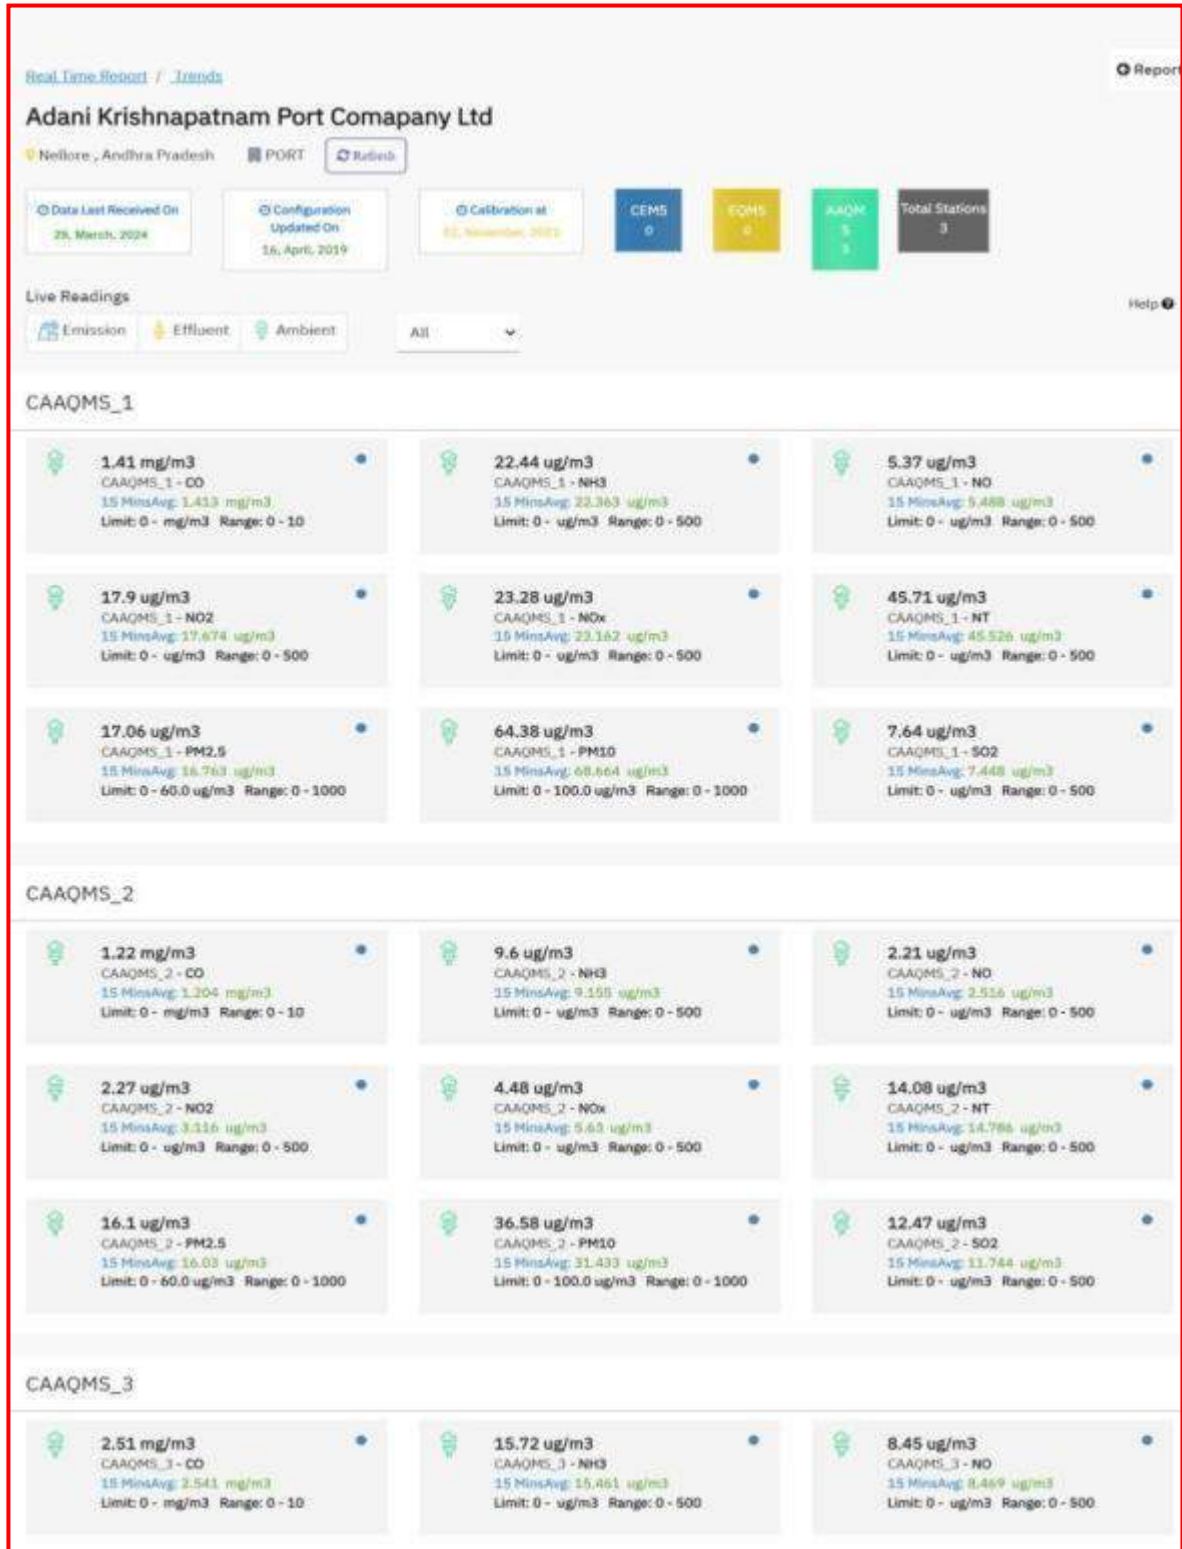 Real Time Report / Trends
Report
Adani Krishnapatnam Port Comapany Ltd
Nellore , Andhra Pradesh PORT Refresh
Data Last Received On
29, March, 2024
Configuration
Updated On
16, April, 2019
Calibration at
November,
CEMS
0
EQMS
0
AAQM
S
3
Total Stations
3
Live Readings
Help
Emission Effluent Ambient All
CAAQMS_1
1.41 mg/m3
CAAQMS_1 - CO
15 MinsAvg: 1.413 mg/m3
Limit: 0 - mg/m3 Range: 0 - 10
22.44 ug/m3
CAAQMS_1 - NH3
15 MinsAvg: 22.363 ug/m3
Limit: 0 - ug/m3 Range: 0 - 500
5.37 ug/m3
CAAQMS_1 - NO
15 MinsAvg: 5.488 ug/m3
Limit: 0 - ug/m3 Range: 0 - 500
17.9 ug/m3
CAAQMS_1 - NO2
15 MinsAvg: 17.674 ug/m3
Limit: 0 - ug/m3 Range: 0 - 500
23.28 ug/m3
CAAQMS_1 - NOx
15 MinsAvg: 23.162 ug/m3
Limit: 0 - ug/m3 Range: 0 - 500
45.71 ug/m3
CAAQMS_1 - NT
15 MinsAvg: 45.526 ug/m3
Limit: 0 - ug/m3 Range: 0 - 500
17.06 ug/m3
CAAQMS_1 - PM2.5
15 MinsAvg: 16.763 ug/m3
Limit: 0 - 60.0 ug/m3 Range: 0 - 1000
64.38 ug/m3
CAAQMS_1 - PM10
15 MinsAvg: 68.664 ug/m3
Limit: 0 - 100.0 ug/m3 Range: 0 - 1000
7.64 ug/m3
CAAQMS_1 - SO2
15 MinsAvg: 7.448 ug/m3
Limit: 0 - ug/m3 Range: 0 - 500
CAAQMS_2
1.22 mg/m3
CAAQMS_2 - CO
15 MinsAvg: 1.204 mg/m3
Limit: 0 - mg/m3 Range: 0 - 10
9.6 ug/m3
CAAQMS_2 - NH3
15 MinsAvg: 9.155 ug/m3
Limit: 0 - ug/m3 Range: 0 - 500
2.21 ug/m3
CAAQMS_2 - NO
15 MinsAvg: 2.516 ug/m3
Limit: 0 - ug/m3 Range: 0 - 500
2.27 ug/m3
CAAQMS_2 - NO2
15 MinsAvg: 3.116 ug/m3
Limit: 0 - ug/m3 Range: 0 - 500
4.48 ug/m3
CAAQMS_2 - NOx
15 MinsAvg: 5.63 ug/m3
Limit: 0 - ug/m3 Range: 0 - 500
14.08 ug/m3
CAAQMS_2 - NT
15 MinsAvg: 14.786 ug/m3
Limit: 0 - ug/m3 Range: 0 - 500
16.1 ug/m3
CAAQMS_2 - PM2.5
15 MinsAvg: 16.03 ug/m3
Limit: 0 - 60.0 ug/m3 Range: 0 - 1000
36.58 ug/m3
CAAQMS_2 - PM10
15 MinsAvg: 31.433 ug/m3
Limit: 0 - 100.0 ug/m3 Range: 0 - 1000
12.47 ug/m3
CAAQMS_2 - SO2
15 MinsAvg: 11.744 ug/m3
Limit: 0 - ug/m3 Range: 0 - 500
CAAQMS_3
2.51 mg/m3
CAAQMS_3 - CO
15 MinsAvg: 2.541 mg/m3
Limit: 0 - mg/m3 Range: 0 - 10
15.72 ug/m3
CAAQMS_3 - NH3
15 MinsAvg: 15.461 ug/m3
Limit: 0 - ug/m3 Range: 0 - 500
8.45 ug/m3
CAAQMS_3 - NO
15 MinsAvg: 8.469 ug/m3
Limit: 0 - ug/m3 Range: 0 - 500